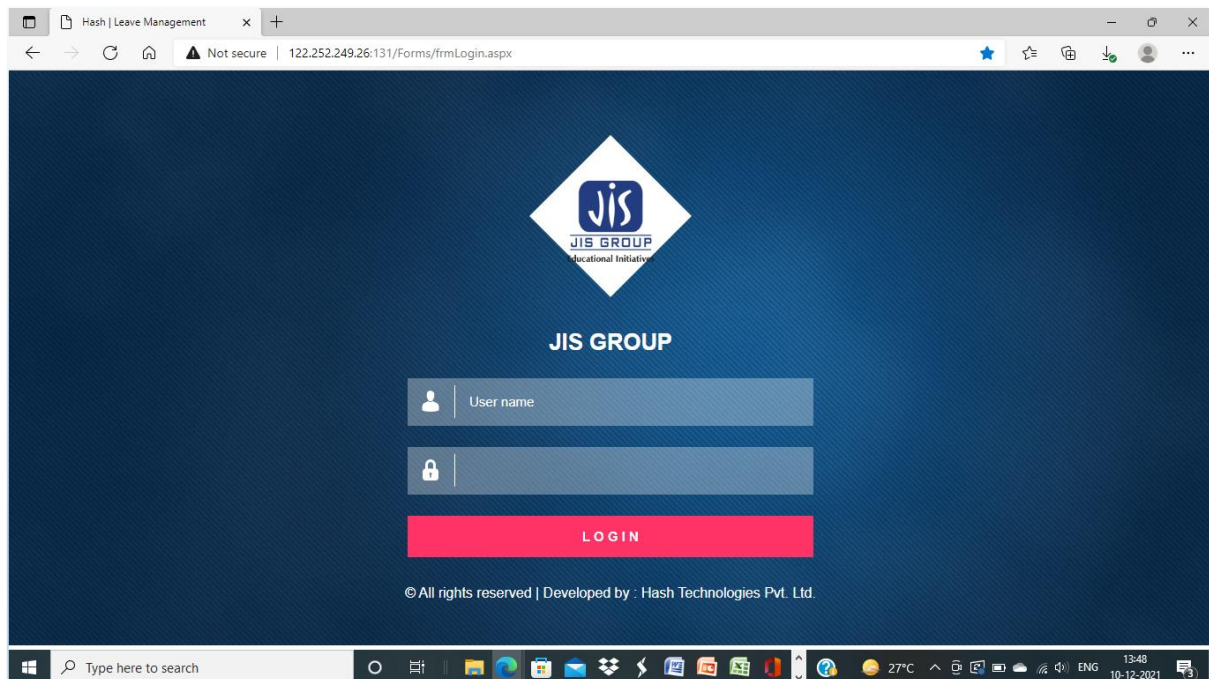 Hash | Leave Management
Not secure | 122.252.249.26:131/Forms/frmLogin.aspx
JIS
JIS GROUP
Educational Initiatives
JIS GROUP
User name
LOGIN
© All rights reserved | Developed by : Hash Technologies Pvt. Ltd.
Type here to search
27°C
ENG
13:48
10-12-2021
3